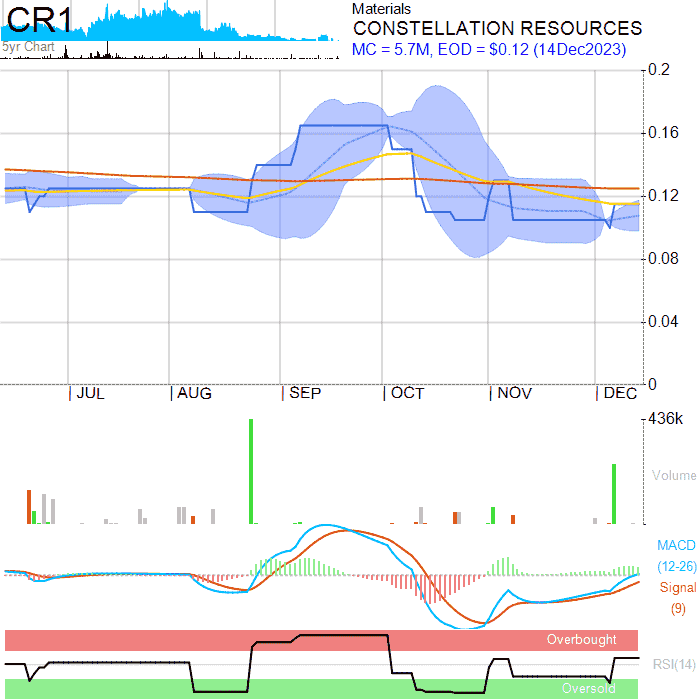 CR1
5yr Chart
Materials
CONSTELLATION RESOURCES
MC = 5.7M, EOD = $0.12 (14Dec2023)
0.2
0.16
0.12
0.08
0.04
0
JUL AUG SEP OCT NOV DEC
436k
Volume
MACD
(12-26)
Signal
(9)
Overbought
RSI(14)
Oversold